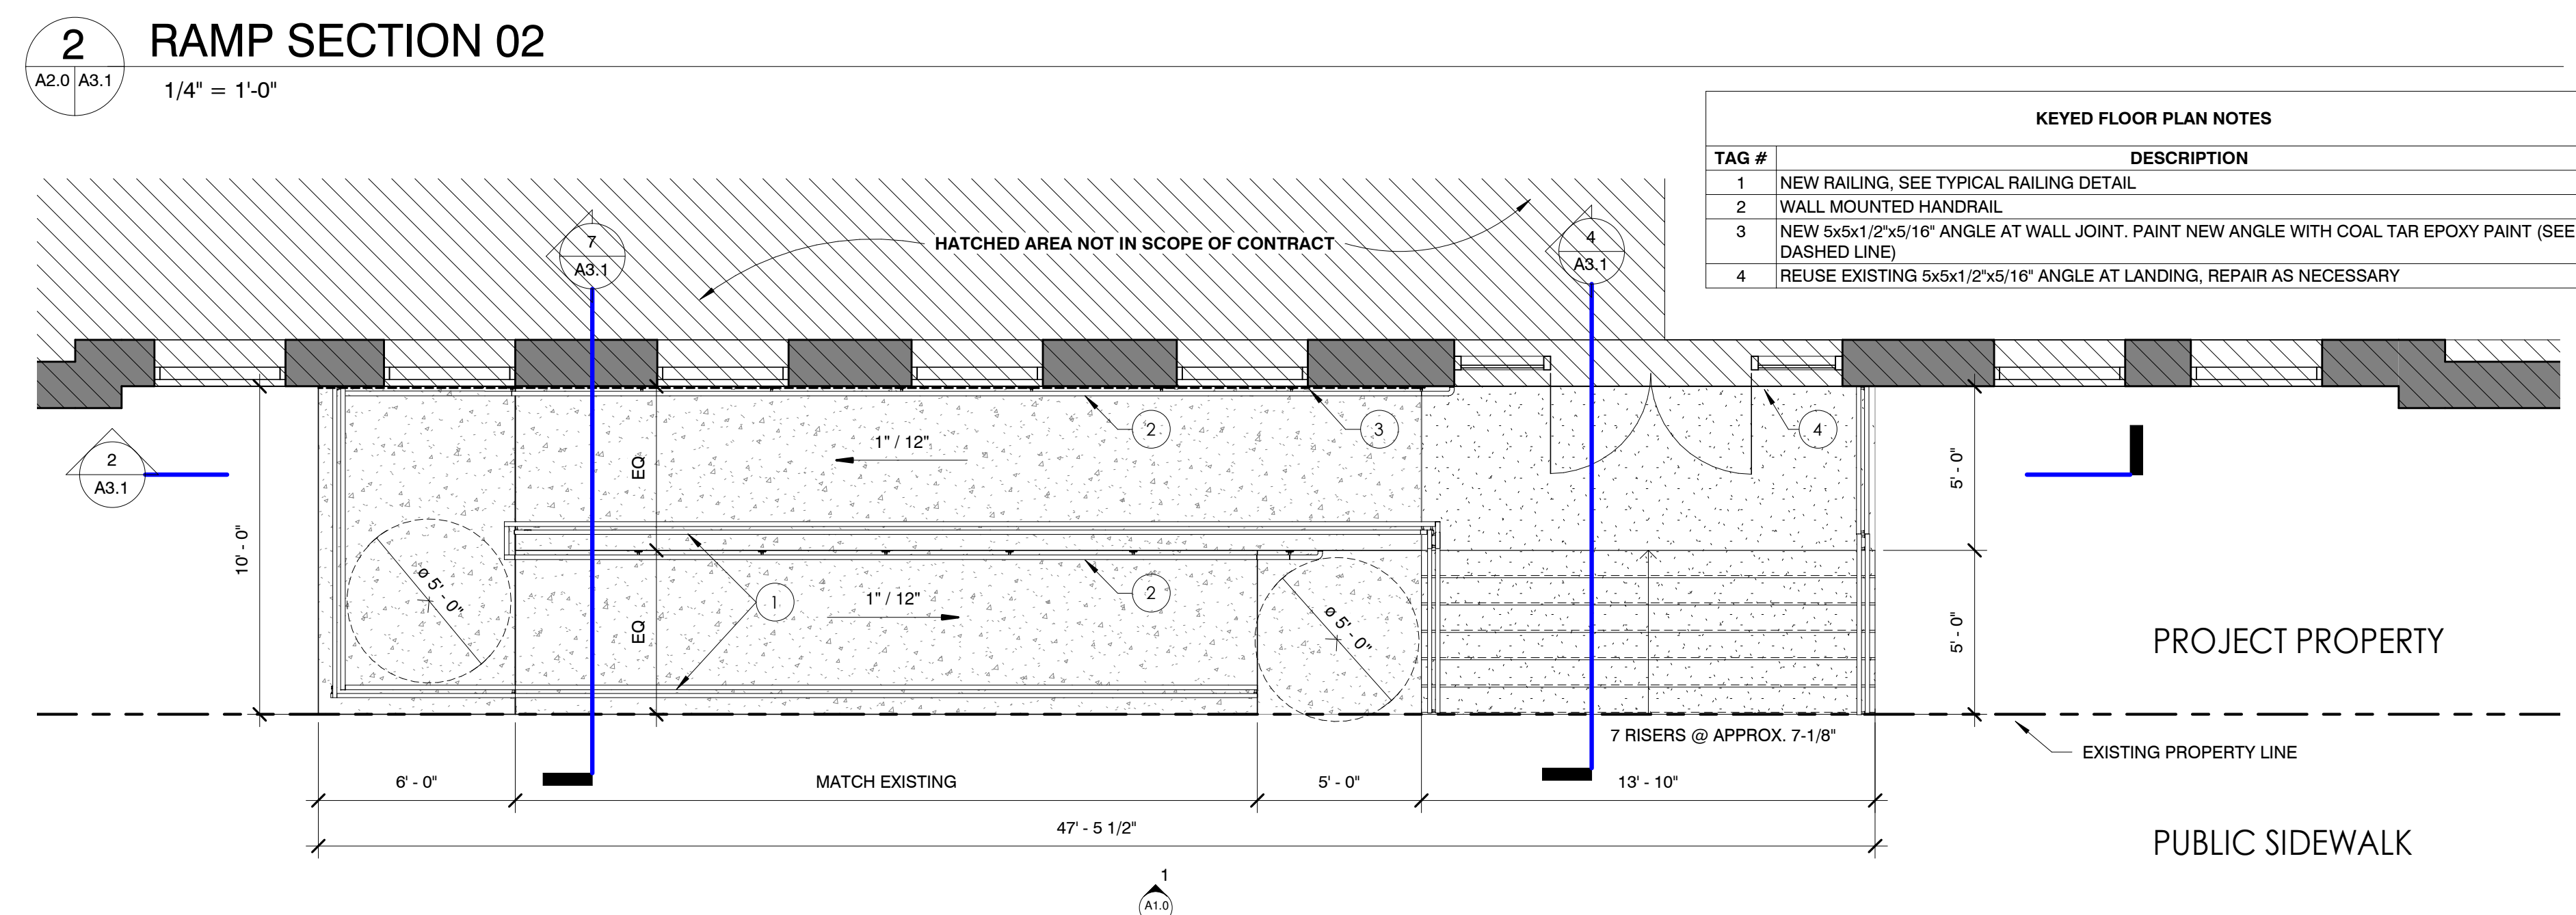 2
A2.0 A3.1
RAMP SECTION 02
1/4" = 1'-0"
KEYED FLOOR PLAN NOTES
TAG # DESCRIPTION
1 NEW RAILING, SEE TYPICAL RAILING DETAIL
2 WALL MOUNTED HANDRAIL
3 NEW 5x5x1/2"x5/16" ANGLE AT WALL JOINT. PAINT NEW ANGLE WITH COAL TAR EPOXY PAINT (SEE
DASHED LINE)
4 REUSE EXISTING 5x5x1/2"x5/16" ANGLE AT LANDING, REPAIR AS NECESSARY
7
A3.1
HATCHED AREA NOT IN SCOPE OF CONTRACT
4
A3.1
2
A3.1
10' - 0"
1" / 12"
EQ
2
3
4
5' - 0"
ø 5' - 0"
1
1" / 12"
EQ
2
ø 5' - 0"
5' - 0"
PROJECT PROPERTY
7 RISERS @ APPROX. 7-1/8"
EXISTING PROPERTY LINE
6' - 0"
MATCH EXISTING
5' - 0"
13' - 10"
47' - 5 1/2"
PUBLIC SIDEWALK
1
A1.0